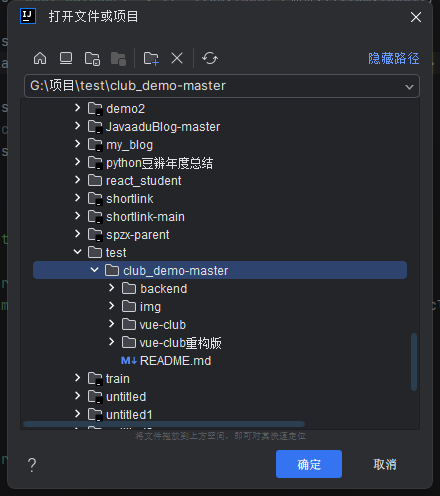 打开文件或项目
隐藏路径
G:\项目\test\club_demo-master
demo2
JavaaduBlog-master
my_blog
python豆瓣年度总结
react_student
shortlink
shortlink-main
spzx-parent
test
club_demo-master
backend
img
vue-club
vue-club重构版
M↓ README.md
train
untitled
untitled1
将文件拖放到上方空间，即可对其快速定位
?
确定
取消